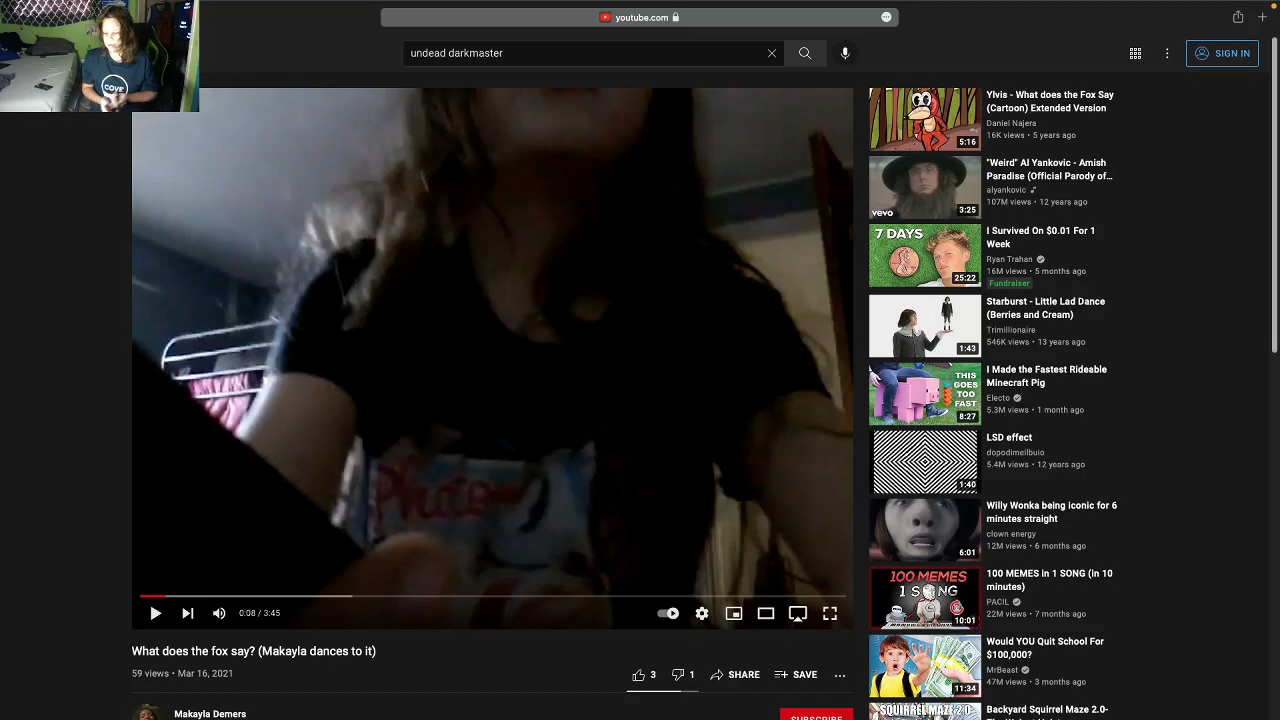 youtube.com
undead darkmaster
SIGN IN
COVE
Photo
0:08 / 3:45
What does the fox say? (Makayla dances to it)
59 views • Mar 16, 2021
3
1
SHARE
SAVE
Makayla Demers
SUBSCRIBE
5:16
Ylvis - What does the Fox Say
(Cartoon) Extended Version
Daniel Najera
16K views • 5 years ago
vevo
3:25
"Weird" Al Yankovic - Amish
Paradise (Official Parody of...
alyankovic
107M views • 12 years ago
7 DAYS
25:22
I Survived On $0.01 For 1
Week
Ryan Trahan
16M views • 5 months ago
Fundraiser
1:43
Starburst - Little Lad Dance
(Berries and Cream)
Trimillionaire
546K views • 13 years ago
THIS
GOES
TOO
FAST
8:27
I Made the Fastest Rideable
Minecraft Pig
Electo
5.3M views • 1 month ago
1:40
LSD effect
dopodimeilbuio
5.4M views • 12 years ago
6:01
Willy Wonka being iconic for 6
minutes straight
clown energy
12M views • 6 months ago
100 MEMES
1 SONG
10:01
100 MEMES in 1 SONG (in 10
minutes)
PACIL
22M views • 7 months ago
11:34
Would YOU Quit School For
$100,000?
MrBeast
47M views • 3 months ago
SQUIRREL MAZE 2.0
Backyard Squirrel Maze 2.0-